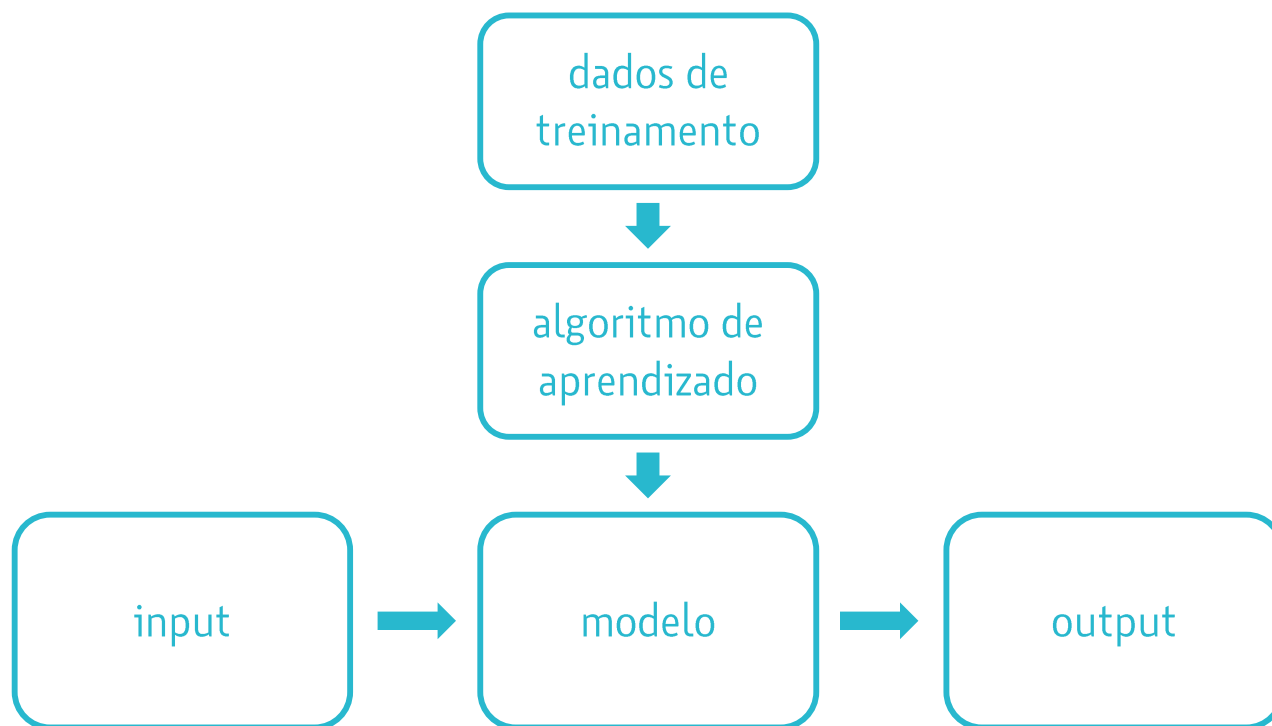 dados de
treinamento
algoritmo de
aprendizado
input
modelo
output